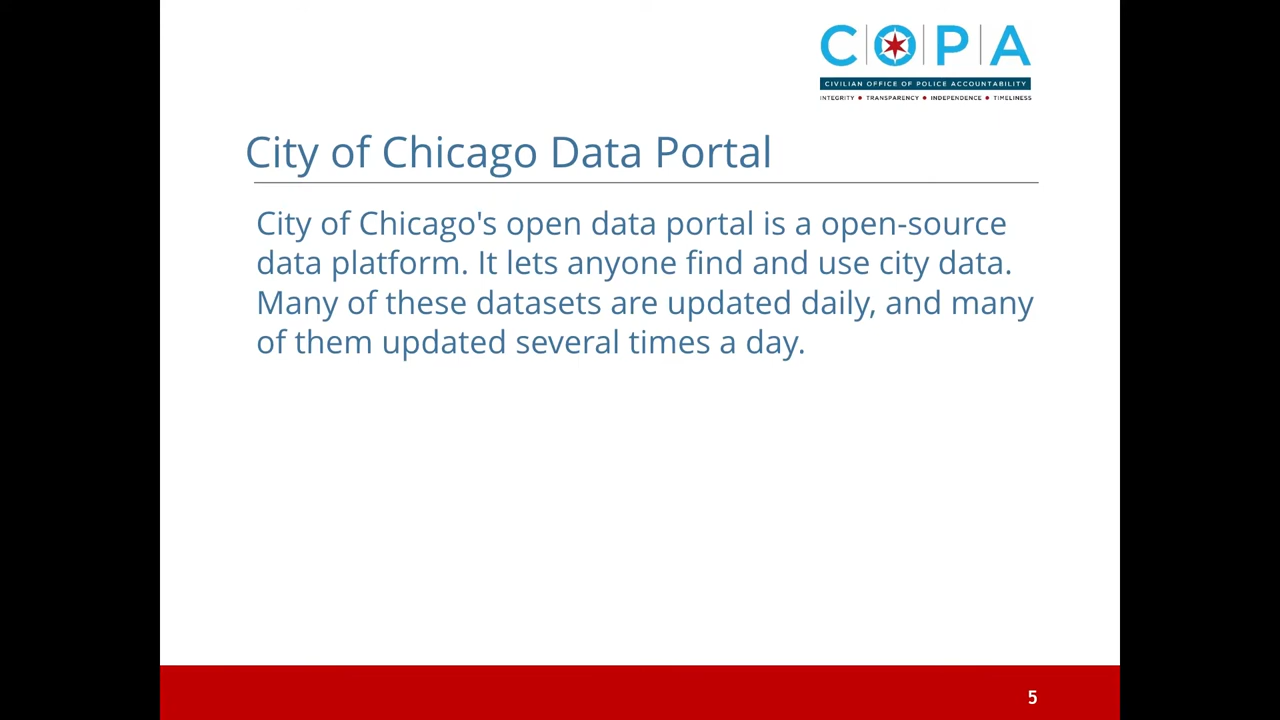 C O P A
CIVILIAN OFFICE OF POLICE ACCOUNTABILITY
INTEGRITY ● TRANSPARENCY ● INDEPENDENCE ● TIMELINESS
City of Chicago Data Portal
City of Chicago's open data portal is a open-source
data platform. It lets anyone find and use city data.
Many of these datasets are updated daily, and many
of them updated several times a day.
5